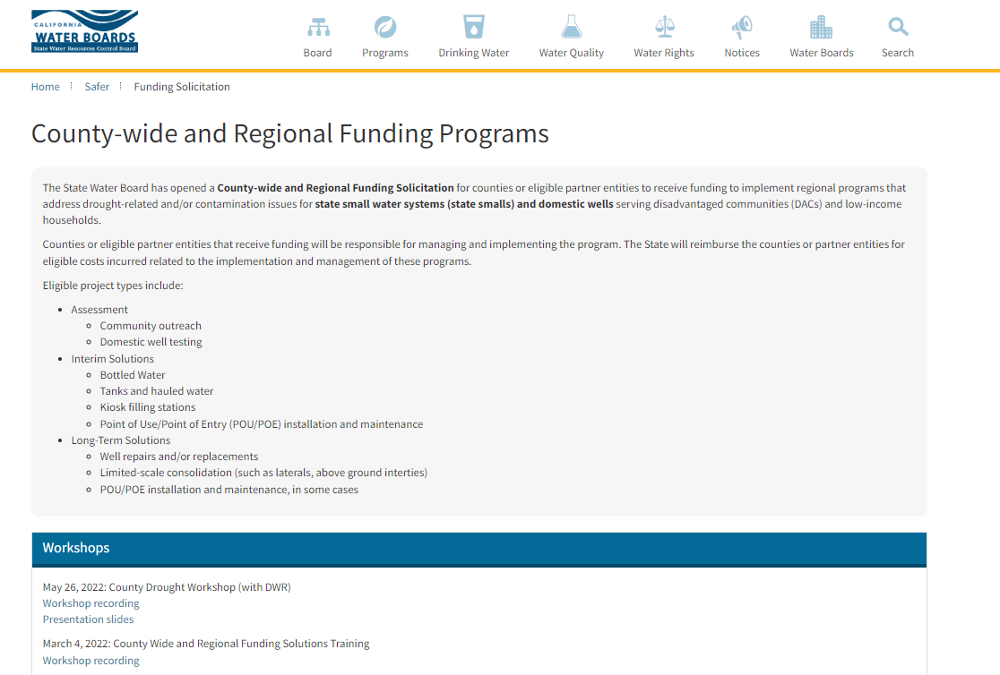 CALIFORNIA
WATER BOARDS
State Water Resources Control Board
Board
Programs
Drinking Water
Water Quality
Water Rights
Notices
Water Boards
Search
Home
Safer
Funding Solicitation
County-wide and Regional Funding Programs
The State Water Board has opened a County-wide and Regional Funding Solicitation for counties or eligible partner entities to receive funding to implement regional programs that
address drought-related and/or contamination issues for state small water systems (state smalls) and domestic wells serving disadvantaged communities (DACs) and low-income
households.
Counties or eligible partner entities that receive funding will be responsible for managing and implementing the program. The State will reimburse the counties or partner entities for
eligible costs incurred related to the implementation and management of these programs.
Eligible project types include:
Assessment
Community outreach
Domestic well testing
Interim Solutions
Bottled Water
Tanks and hauled water
Kiosk filling stations
Point of Use/Point of Entry (POU/POE) installation and maintenance
Long-Term Solutions
Well repairs and/or replacements
Limited-scale consolidation (such as laterals, above ground interties)
POU/POE installation and maintenance, in some cases
Workshops
May 26, 2022: County Drought Workshop (with DWR)
Workshop recording
Presentation slides
March 4, 2022: County Wide and Regional Funding Solutions Training
Workshop recording